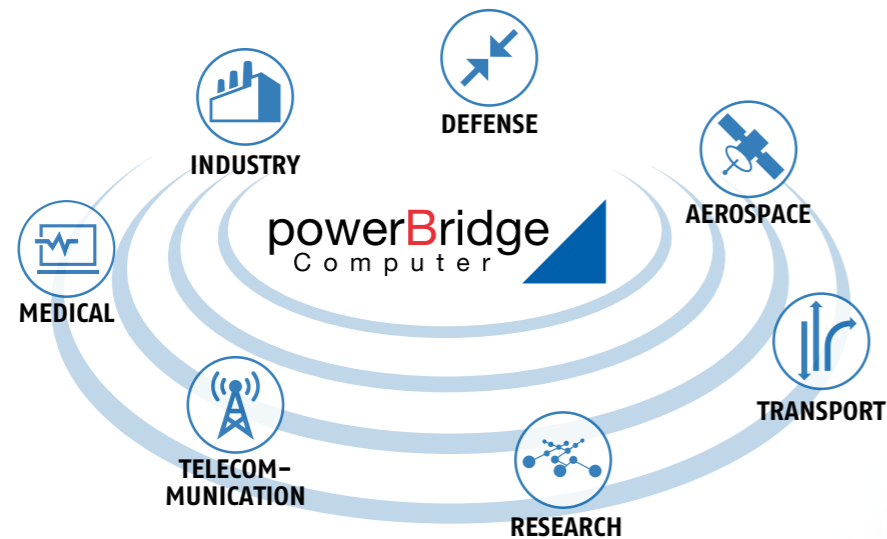 DEFENSE
INDUSTRY
AEROSPACE
powerBridge
Computer
MEDICAL
TRANSPORT
TELECOM-
MUNICATION
RESEARCH